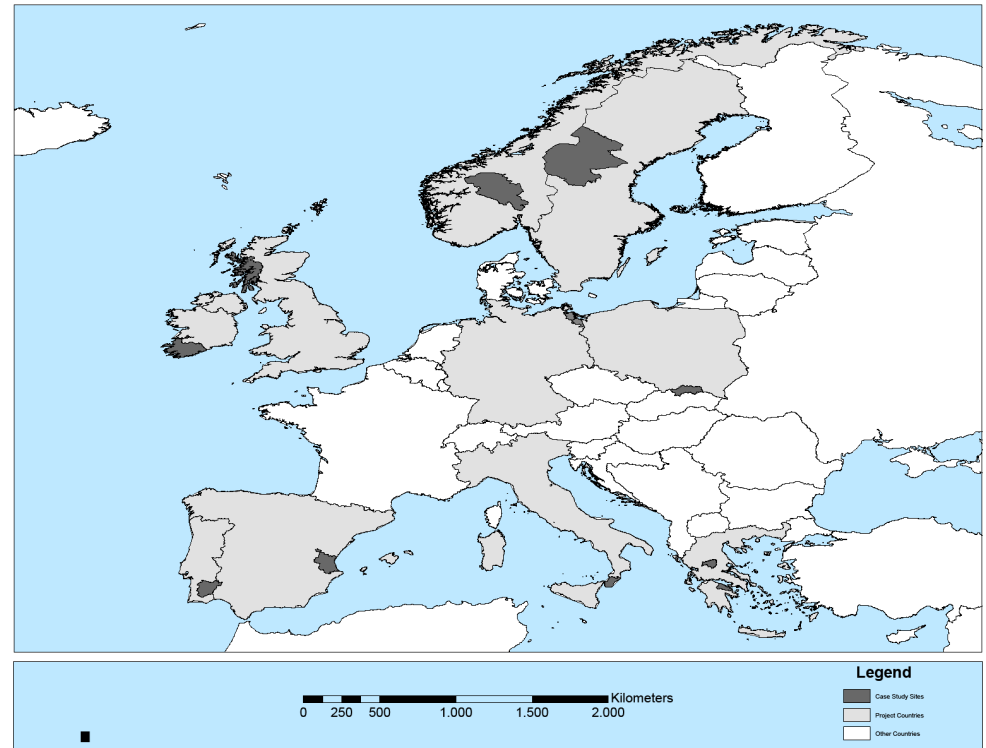 Legend
Kilometers
0 250 500 1.000 1.500 2.000
Case Study Sites
Project Countries
Other Countries